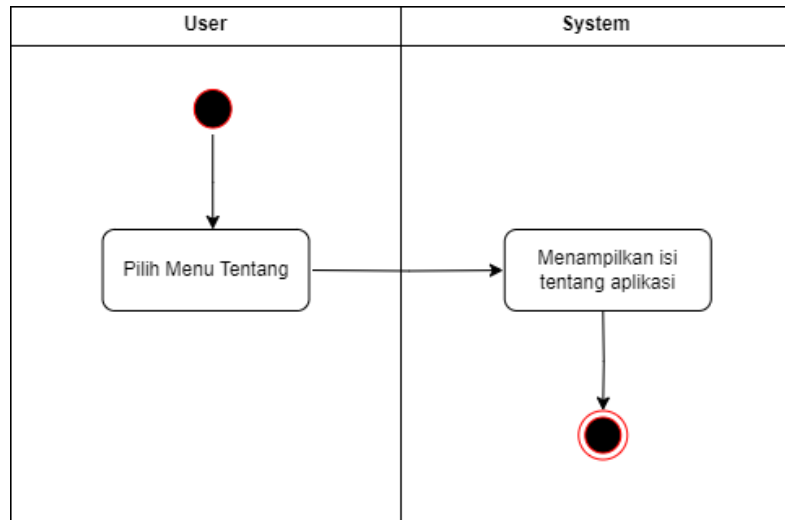 User
System
Pilih Menu Tentang
Menampilkan isi
tentang aplikasi